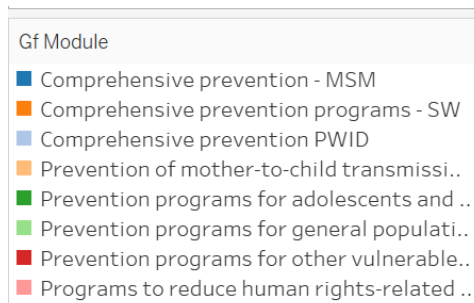 Gf Module
Comprehensive prevention - MSM
Comprehensive prevention programs - SW
Comprehensive prevention PWID
Prevention of mother-to-child transmissi..
Prevention programs for adolescents and ..
Prevention programs for general populati..
Prevention programs for other vulnerable..
Programs to reduce human rights-related ..